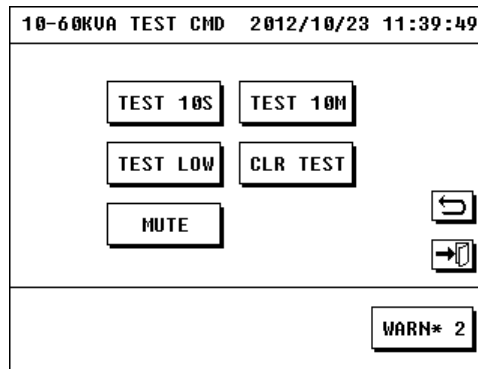 10-60KVA TEST CMD 2012/10/23 11:39:49
TEST 10S TEST 10M
TEST LOW CLR TEST
MUTE
WARN* 2